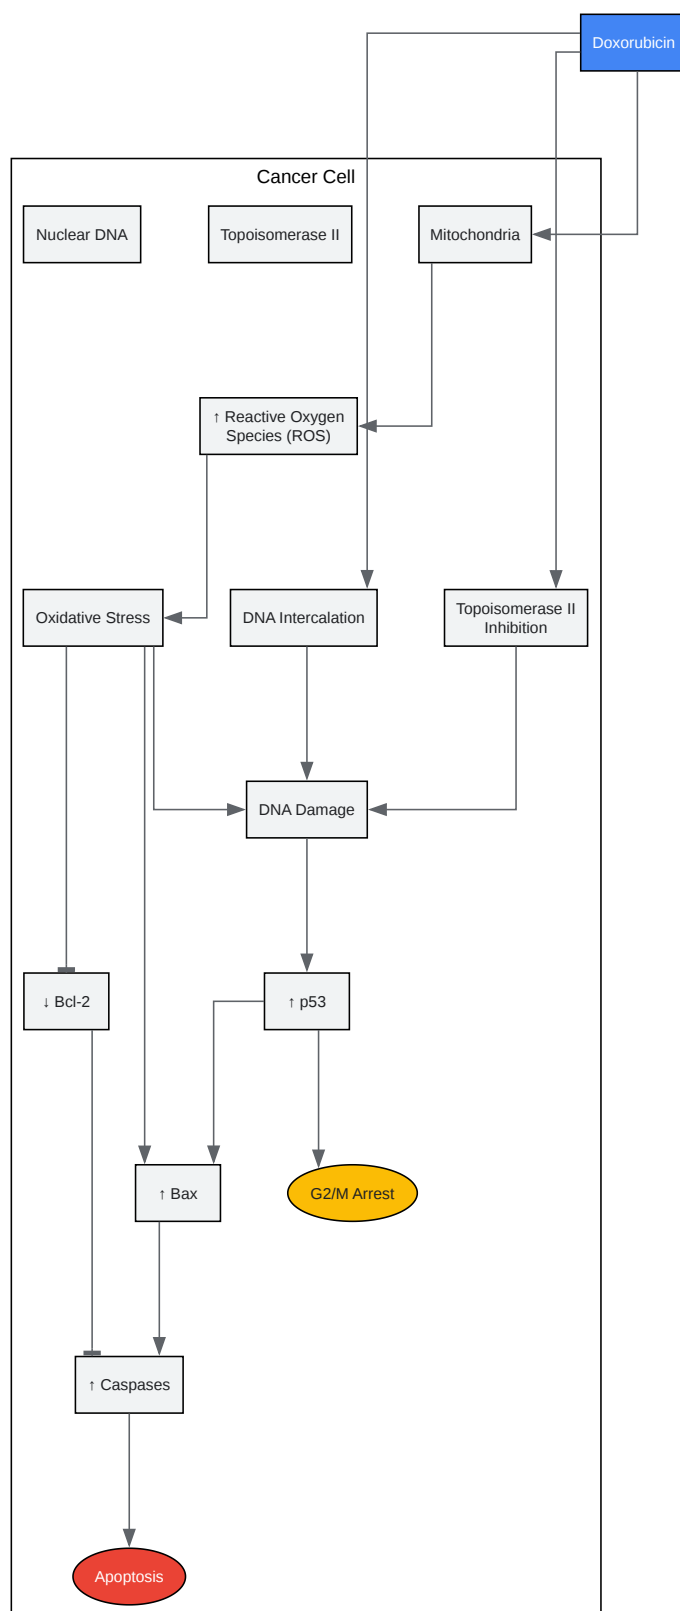 Doxorubicin
Cancer Cell
Nuclear DNA
Topoisomerase II
Mitochondria
↑ Reactive Oxygen
Species (ROS)
Oxidative Stress
DNA Intercalation
Topoisomerase II
Inhibition
DNA Damage
↓ Bcl-2
↑ p53
↑ Bax
G2/M Arrest
↑ Caspases
Apoptosis